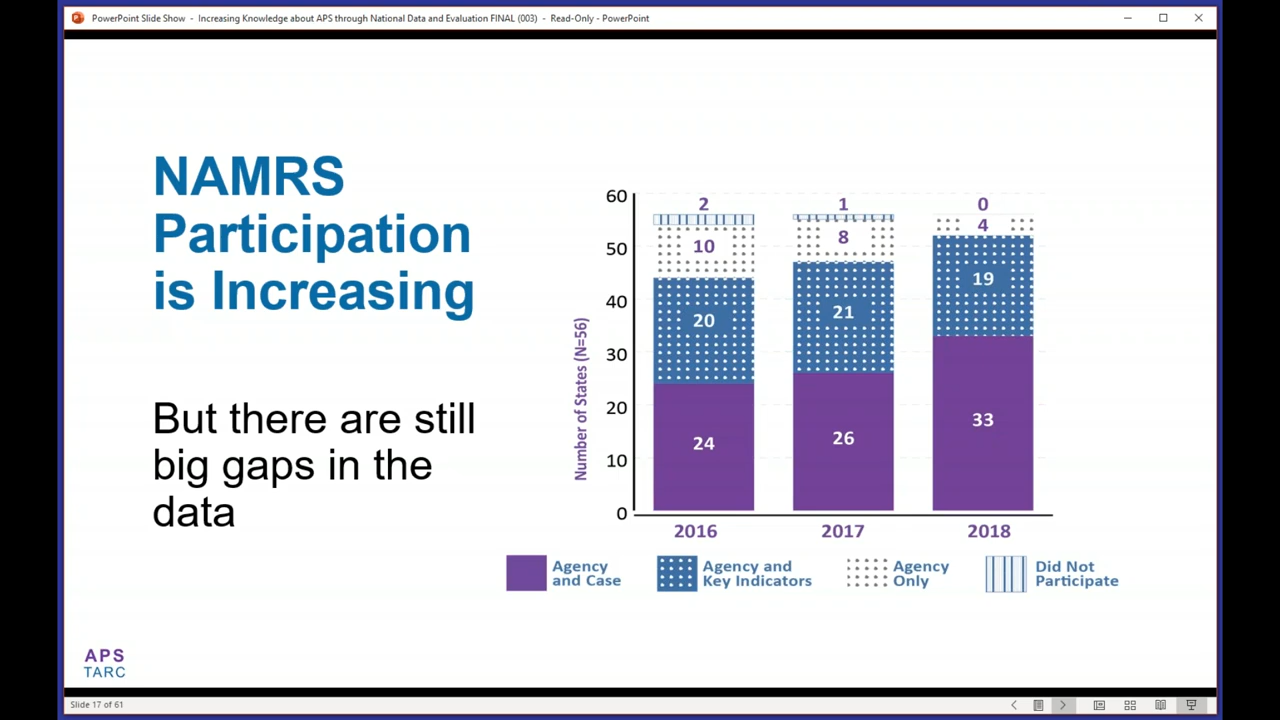 PowerPoint Slide Show - Increasing Knowledge about APS through National Data and Evaluation FINAL (003) - Read-Only - PowerPoint
NAMRS
Participation
is Increasing
But there are still
big gaps in the
data
Number of States (N=56)
60
50
40
30
20
10
0
2
10
20
24
1
8
21
26
0
4
19
33
2016
2017
2018
Agency
and Case
Agency and
Key Indicators
Agency
Only
Did Not
Participate
APS
TARC
Slide 17 of 61